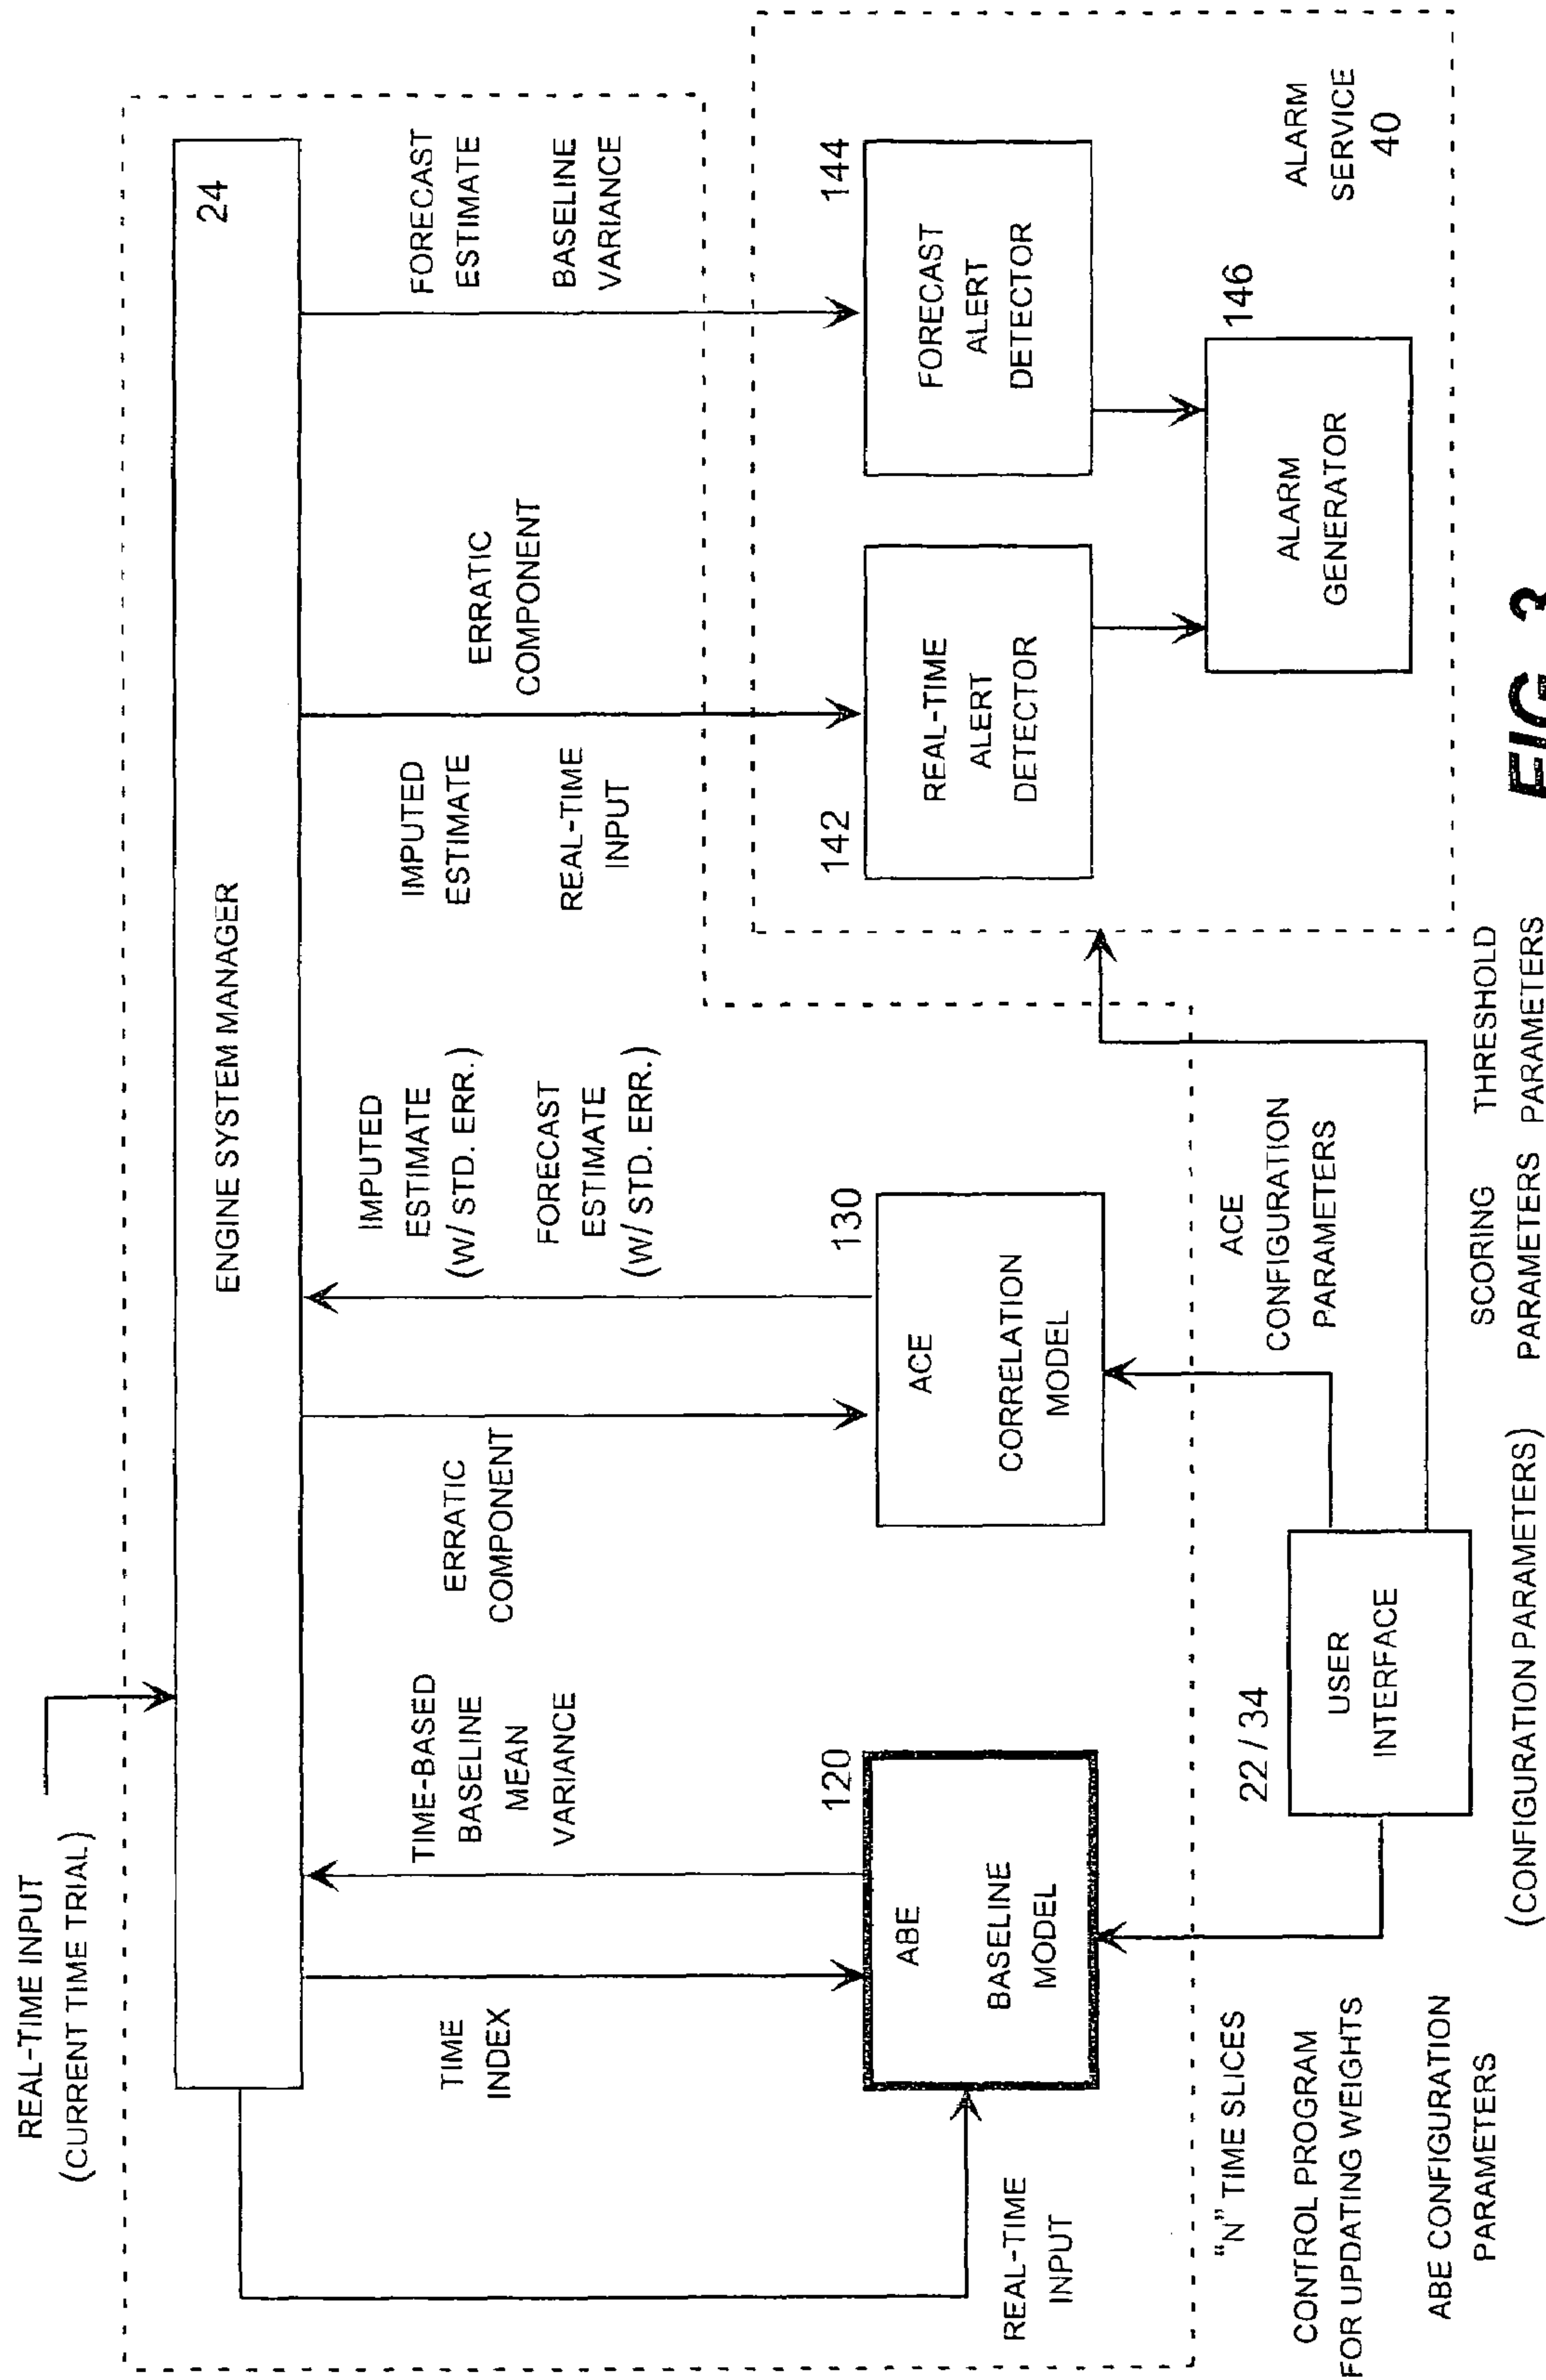 REAL-TIME INPUT
(CURRENT TIME TRIAL)
ENGINE SYSTEM MANAGER
24
TIME
INDEX
TIME-BASED
BASELINE
MEAN
VARIANCE
ERRATIC
COMPONENT
IMPUTED
ESTIMATE
(W/ STD. ERR.)
FORECAST
ESTIMATE
(W/ STD. ERR.)
IMPUTED
ESTIMATE
REAL-TIME
INPUT
ERRATIC
COMPONENT
FORECAST
ESTIMATE
BASELINE
VARIANCE
REAL-TIME
INPUT
120
ABE
BASELINE
MODEL
130
ACE
CORRELATION
MODEL
142
REAL-TIME
ALERT
DETECTOR
144
FORECAST
ALERT
DETECTOR
146
ALARM
GENERATOR
ALARM
SERVICE
40
"N" TIME SLICES
CONTROL PROGRAM
FOR UPDATING WEIGHTS
ABE CONFIGURATION
PARAMETERS
22 / 34
USER
INTERFACE
ACE
CONFIGURATION
PARAMETERS
(CONFIGURATION PARAMETERS)
SCORING
PARAMETERS
THRESHOLD
PARAMETERS
FIG. 3